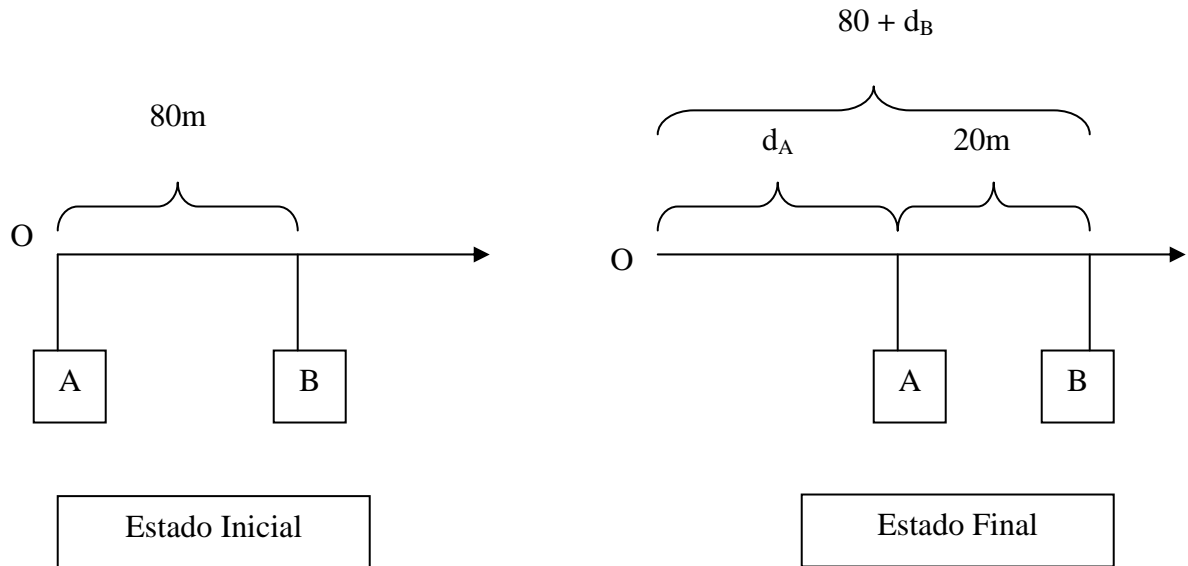 80m
O
A
B
Estado Inicial
80 + d_B
d_A
20m
O
A
B
Estado Final